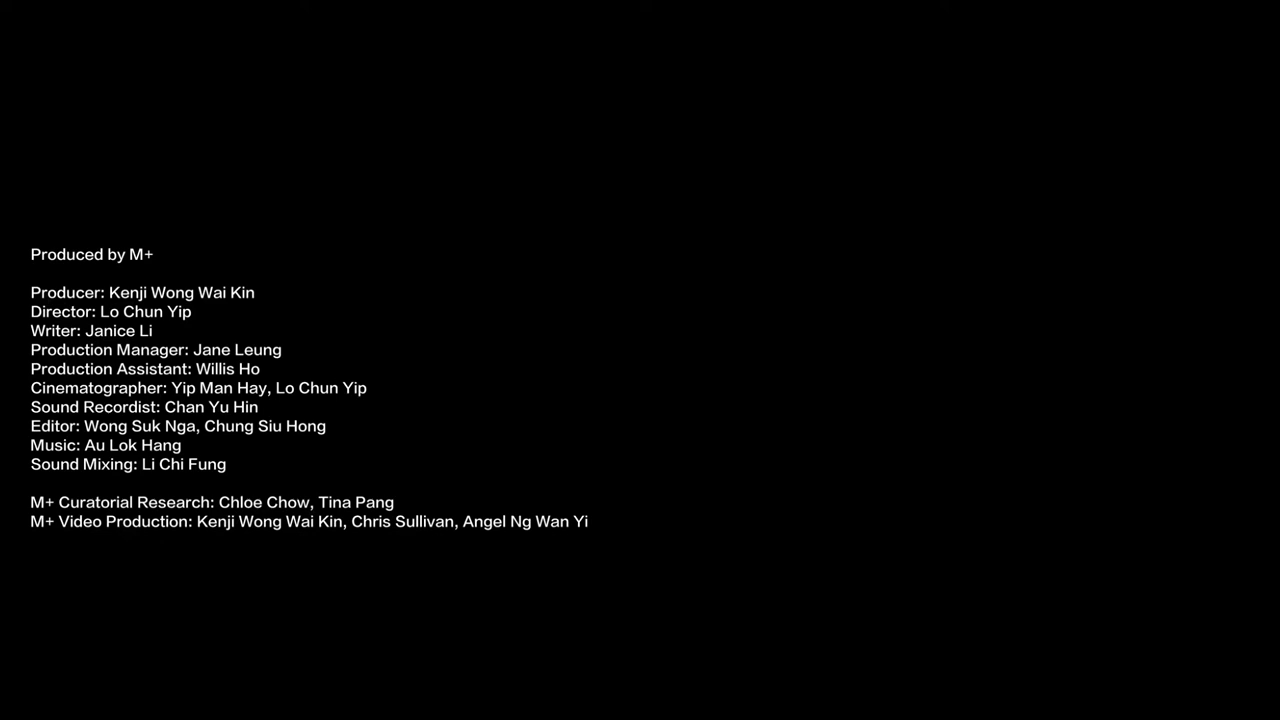 Produced by M+
Producer: Kenji Wong Wai Kin
Director: Lo Chun Yip
Writer: Janice Li
Production Manager: Jane Leung
Production Assistant: Willis Ho
Cinematographer: Yip Man Hay, Lo Chun Yip
Sound Recordist: Chan Yu Hin
Editor: Wong Suk Nga, Chung Siu Hong
Music: Au Lok Hang
Sound Mixing: Li Chi Fung
M+ Curatorial Research: Chloe Chow, Tina Pang
M+ Video Production: Kenji Wong Wai Kin, Chris Sullivan, Angel Ng Wan Yi